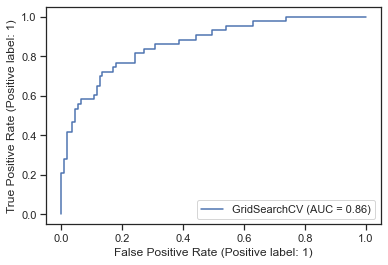 1.0
0.8
0.6
0.4
0.2
0.0
True Positive Rate (Positive label: 1)
GridSearchCV (AUC = 0.86)
0.0 0.2 0.4 0.6 0.8 1.0
False Positive Rate (Positive label: 1)